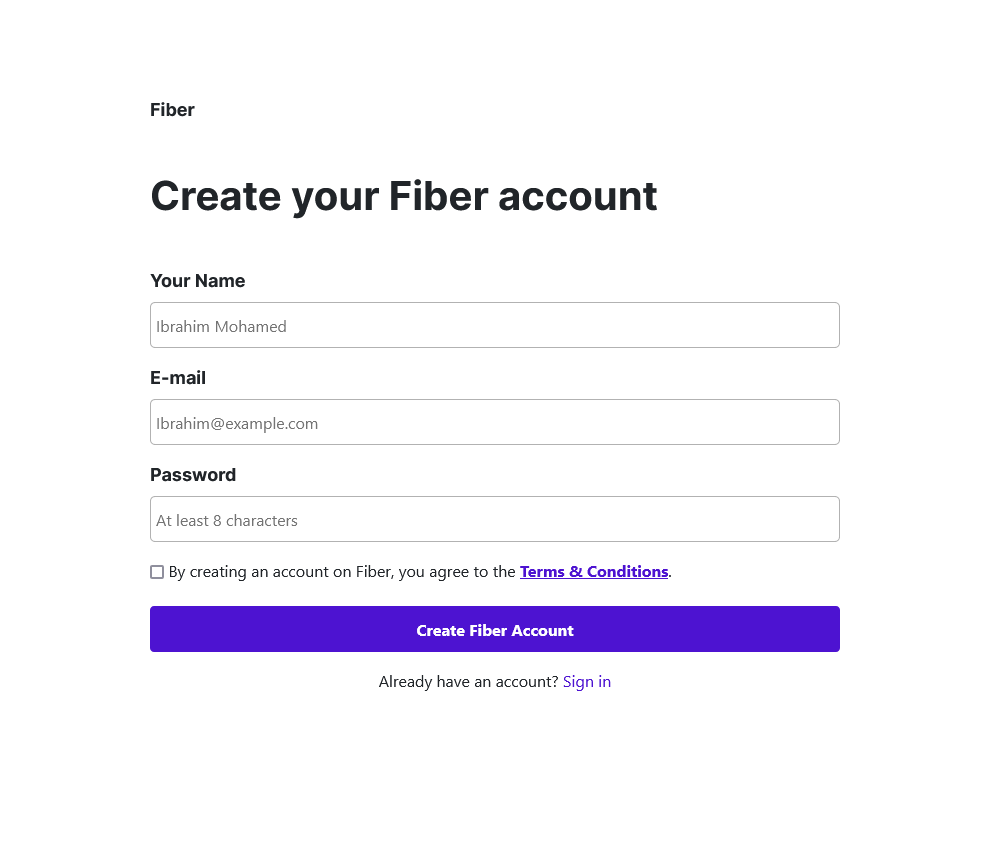 Fiber
Create your Fiber account
Your Name
Ibrahim Mohamed
E-mail
Ibrahim@example.com
Password
At least 8 characters
By creating an account on Fiber, you agree to the Terms & Conditions.
Create Fiber Account
Already have an account? Sign in